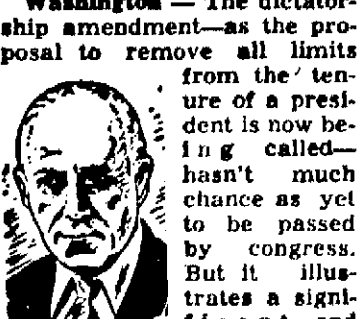 Washington — The dictator-
ship amendment—as the pro-
posal to remove all limits
from the ten-
ure of a presi-
dent is now be-
ing called—
hasn't much
chance as yet
to be passed
by congress.
But it illus-
trates a signi-